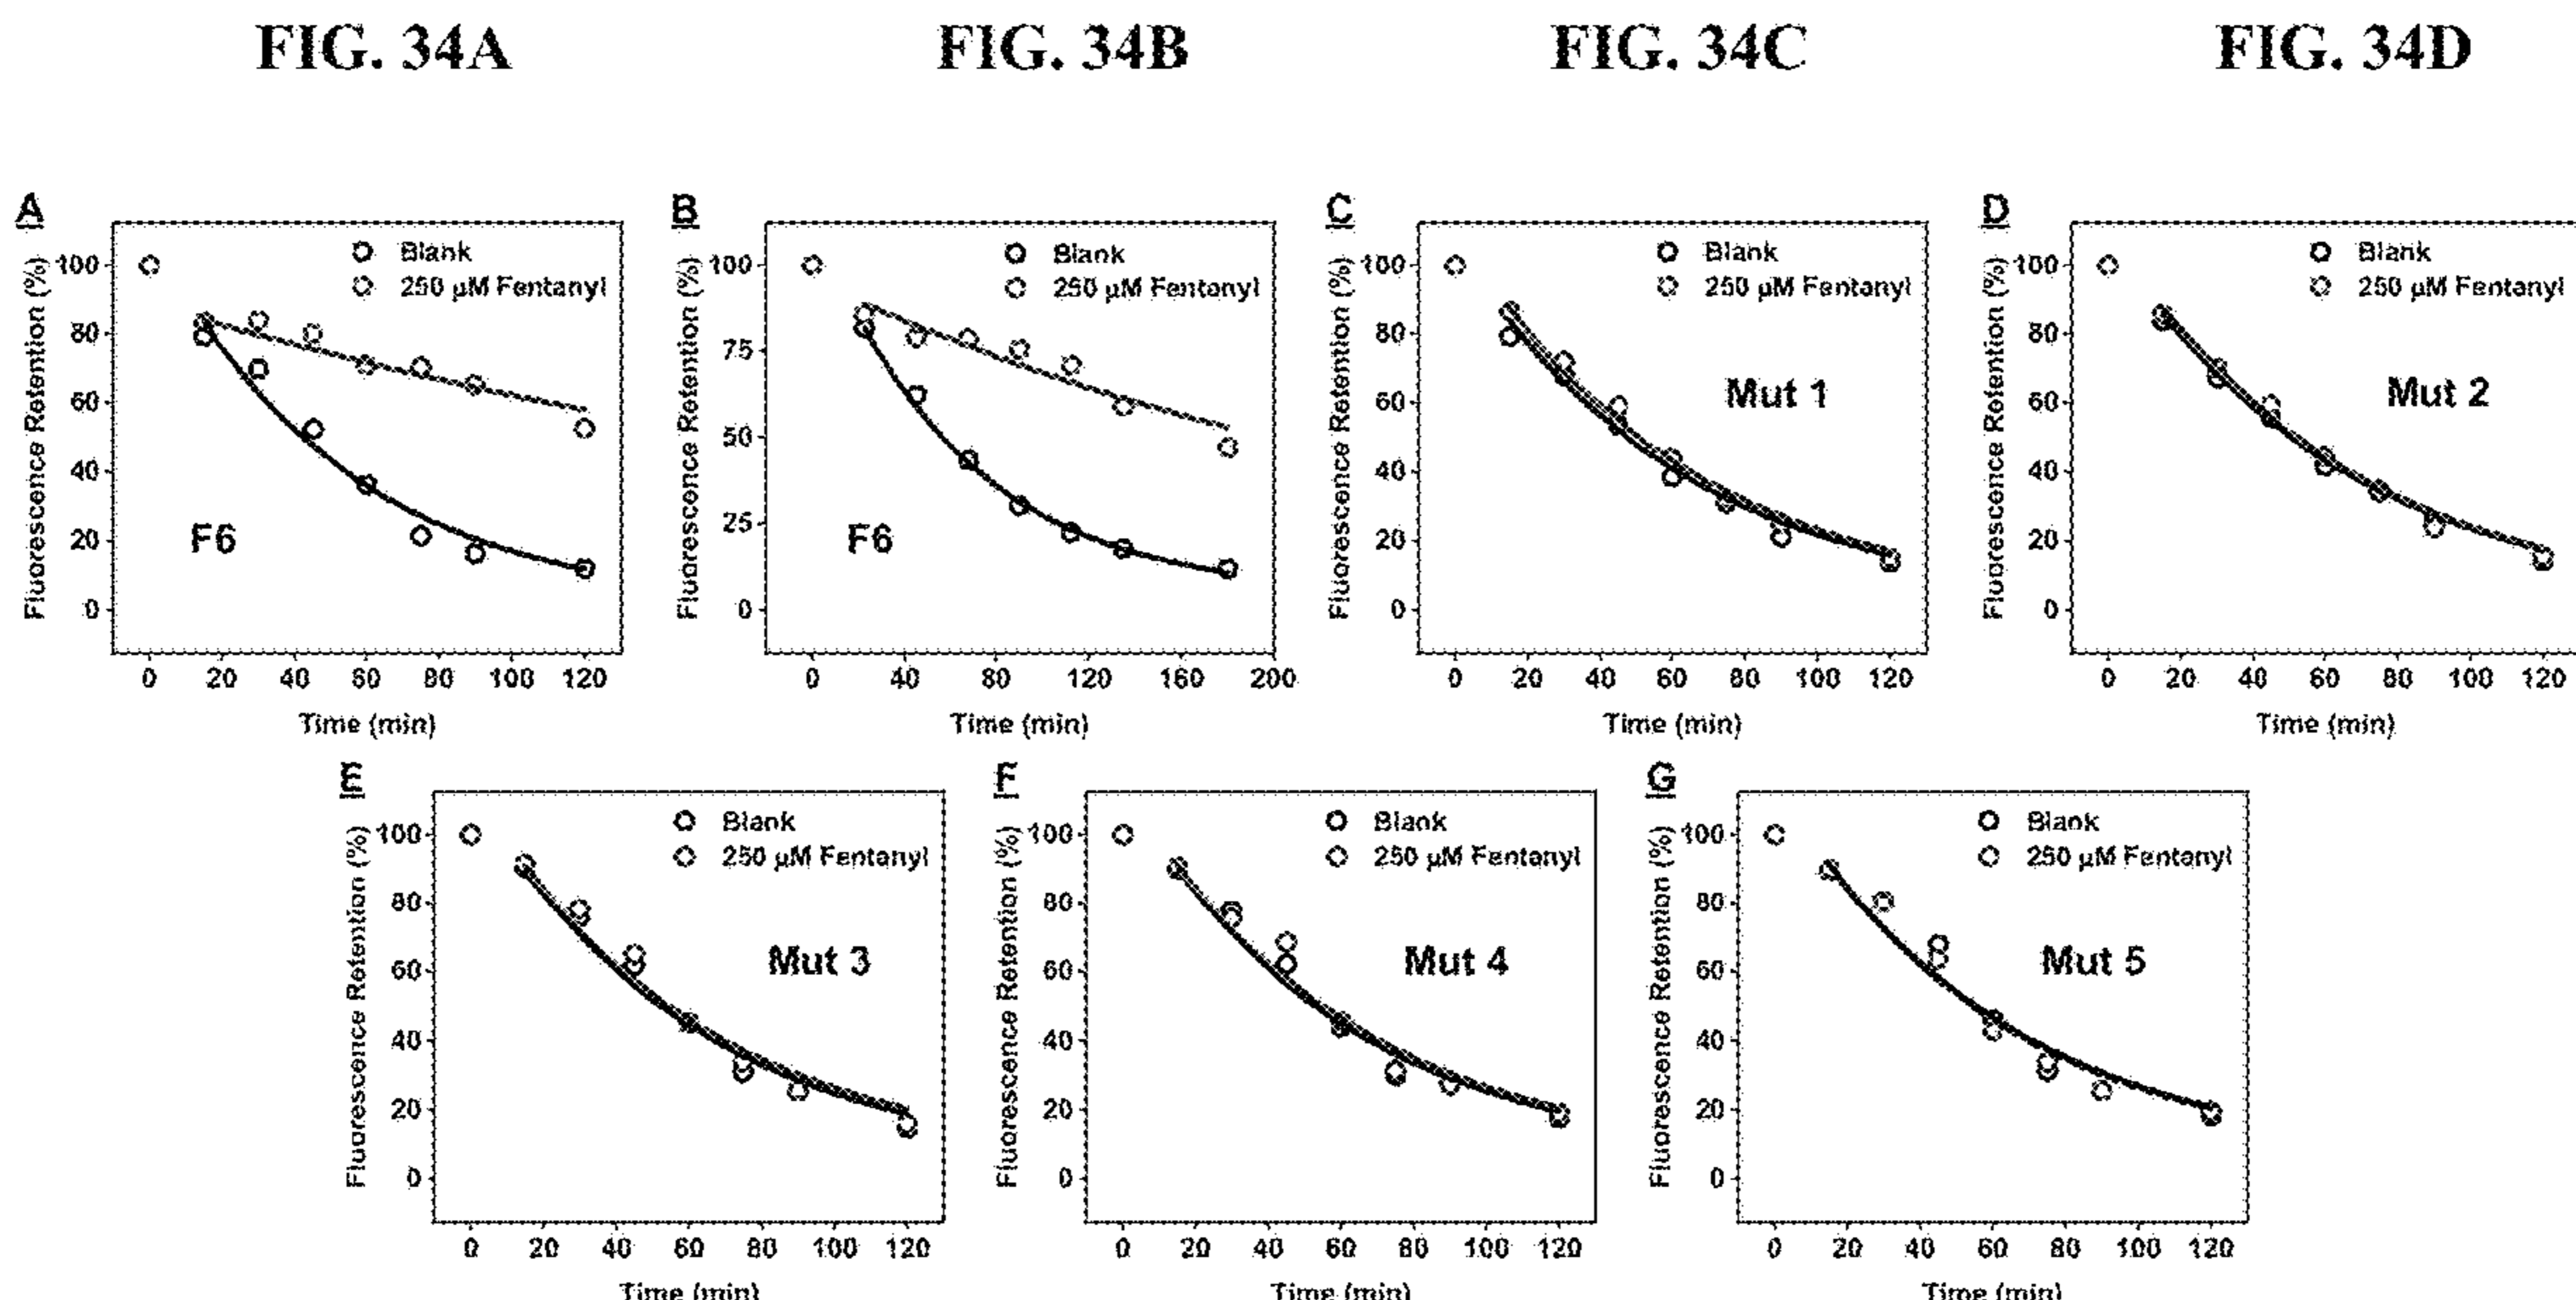 FIG. 34A FIG. 34B FIG. 34C FIG. 34D
A
Fluorescence Retention (%)
100
80
60
40
20
0
Blank
250 µM Fentanyl
F6
0 20 40 60 80 100 120
Time (min)
B
Fluorescence Retention (%)
100
75
50
25
0
Blank
250 µM Fentanyl
F6
0 40 80 120 160 200
Time (min)
C
Fluorescence Retention (%)
100
80
60
40
20
0
Blank
250 µM Fentanyl
Mut 1
0 20 40 60 80 100 120
Time (min)
D
Fluorescence Retention (%)
100
80
60
40
20
0
Blank
250 µM Fentanyl
Mut 2
0 20 40 60 80 100 120
Time (min)
E
Fluorescence Retention (%)
100
80
60
40
20
0
Blank
250 µM Fentanyl
Mut 3
0 20 40 60 80 100 120
Time (min)
F
Fluorescence Retention (%)
100
80
60
40
20
0
Blank
250 µM Fentanyl
Mut 4
0 20 40 60 80 100 120
Time (min)
G
Fluorescence Retention (%)
100
80
60
40
20
0
Blank
250 µM Fentanyl
Mut 5
0 20 40 60 80 100 120
Time (min)